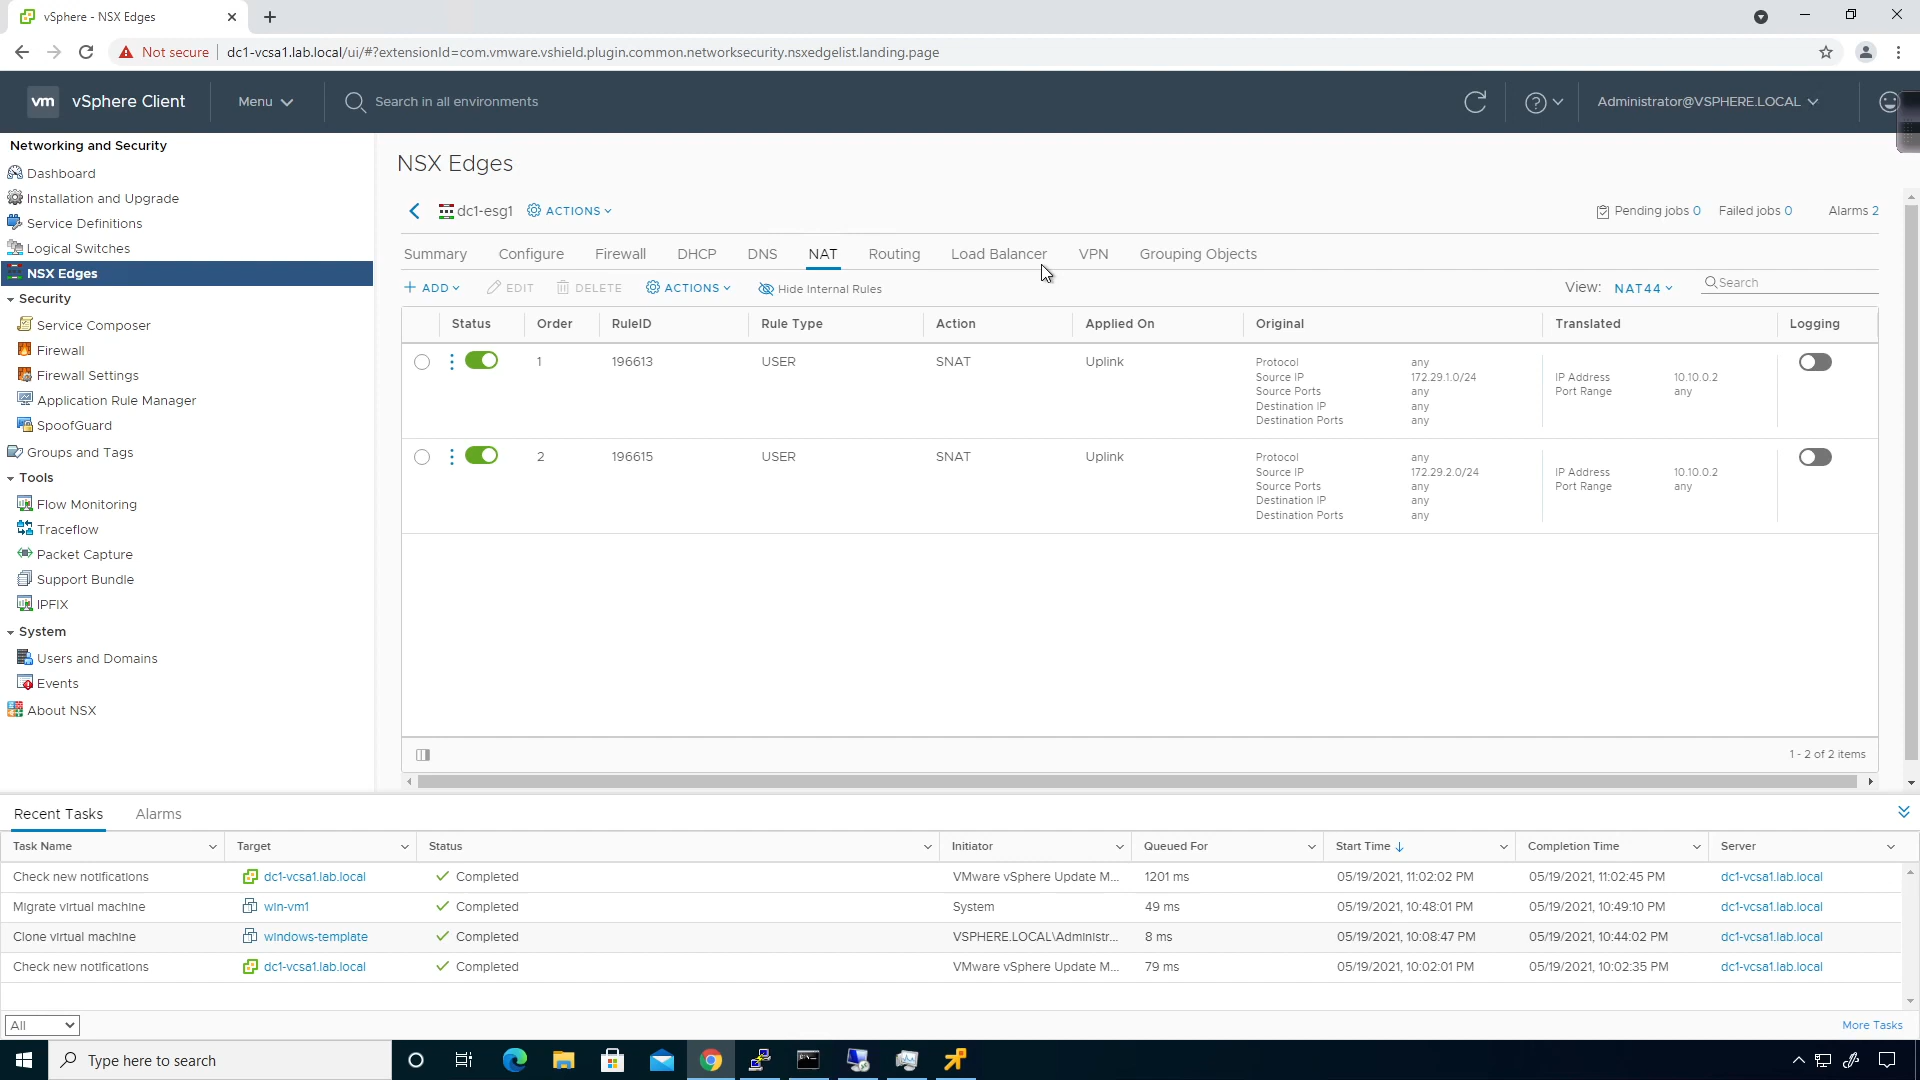 vSphere - NSX Edges
Not secure
dc1-vcsa1.lab.local/ui/#?extensionId=com.vmware.vshield.plugin.common.networksecurity.nsxedgelist.landing.page
vm vSphere Client
Menu
Search in all environments
Administrator@VSPHERE.LOCAL
Networking and Security
Dashboard
Installation and Upgrade
Service Definitions
Logical Switches
NSX Edges
Security
Service Composer
Firewall
Firewall Settings
Application Rule Manager
SpoofGuard
Groups and Tags
Tools
Flow Monitoring
Traceflow
Packet Capture
Support Bundle
IPFIX
System
Users and Domains
Events
About NSX
NSX Edges
dc1-esg1 ACTIONS
Pending jobs 0 Failed jobs 0 Alarms 2
Summary Configure Firewall DHCP DNS NAT Routing Load Balancer VPN Grouping Objects
+ ADD EDIT DELETE ACTIONS Hide Internal Rules
View: NAT44 Search
Status Order RuleID Rule Type Action Applied On Original Translated Logging
1 196613 USER SNAT Uplink
Protocol any
Source IP 172.29.1.0/24
Source Ports any
Destination IP any
Destination Ports any
IP Address 10.10.0.2
Port Range any
2 196615 USER SNAT Uplink
Protocol any
Source IP 172.29.2.0/24
Source Ports any
Destination IP any
Destination Ports any
IP Address 10.10.0.2
Port Range any
1 - 2 of 2 items
Recent Tasks Alarms
Task Name Target Status Initiator Queued For Start Time Completion Time Server
Check new notifications dc1-vcsa1.lab.local Completed VMware vSphere Update M... 1201 ms 05/19/2021, 11:02:02 PM 05/19/2021, 11:02:45 PM dc1-vcsa1.lab.local
Migrate virtual machine win-vm1 Completed System 49 ms 05/19/2021, 10:48:01 PM 05/19/2021, 10:49:10 PM dc1-vcsa1.lab.local
Clone virtual machine windows-template Completed VSPHERE.LOCAL\Administr... 8 ms 05/19/2021, 10:08:47 PM 05/19/2021, 10:44:02 PM dc1-vcsa1.lab.local
Check new notifications dc1-vcsa1.lab.local Completed VMware vSphere Update M... 79 ms 05/19/2021, 10:02:01 PM 05/19/2021, 10:02:35 PM dc1-vcsa1.lab.local
All
More Tasks
Type here to search